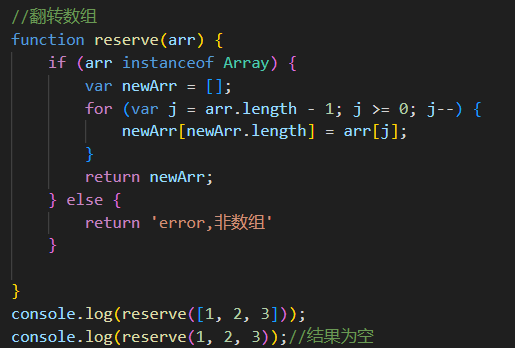 //翻转数组
function reserve(arr) {
    if (arr instanceof Array) {
        var newArr = [];
        for (var j = arr.length - 1; j >= 0; j--) {
            newArr[newArr.length] = arr[j];
        }
        return newArr;
    } else {
        return 'error,非数组'
    }

}
console.log(reserve([1, 2, 3]));
console.log(reserve(1, 2, 3));//结果为空